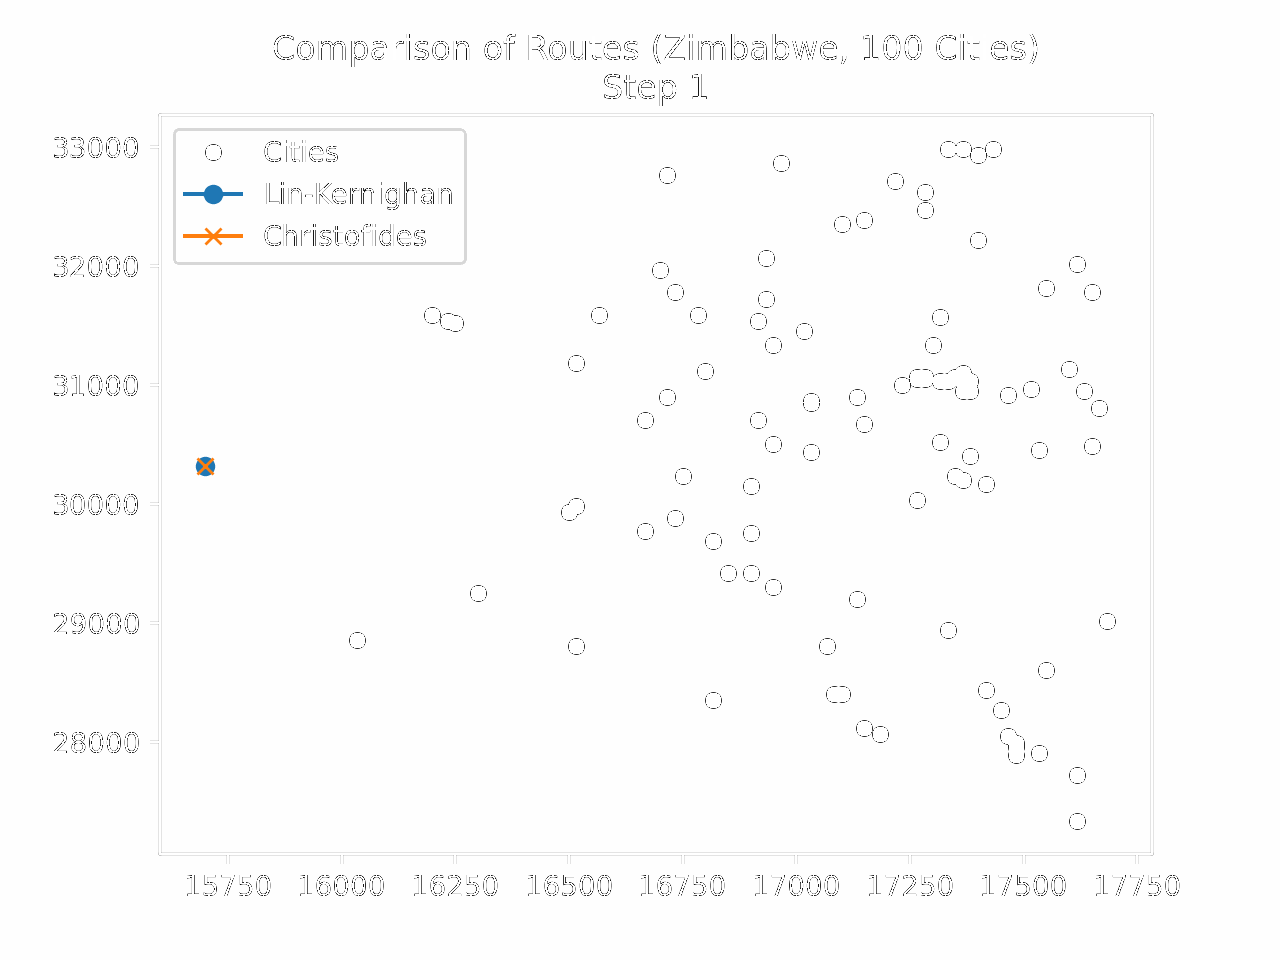 Comparison of Routes (Zimbabwe, 100 Cities)
Step 1
Cities
Lin-Kernighan
Christofides
33000
32000
31000
30000
29000
28000
15750 16000 16250 16500 16750 17000 17250 17500 17750